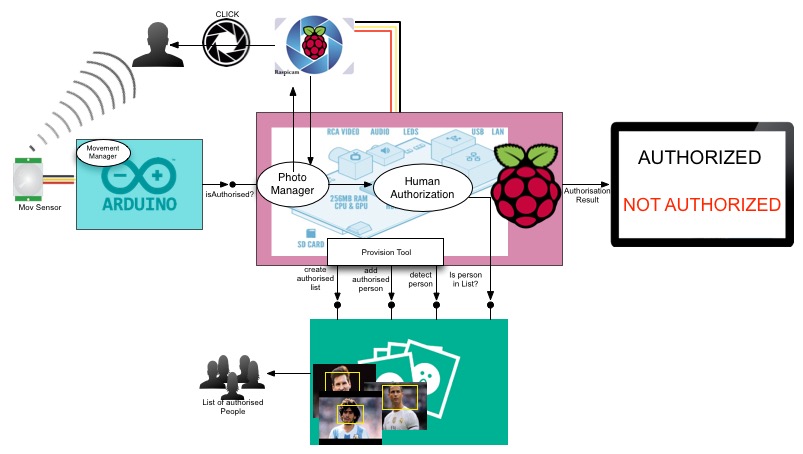 CLICK
Raspicam
Movement
Manager
ARDUINO
Mov Sensor
isAuthorised?
RCA VIDEO
AUDIO
LEDS
USB
LAN
Photo
Manager
Human
Authorization
256MB RAM
CPU & GPU
SD CARD
Provision Tool
Authorisation
Result
AUTHORIZED
NOT AUTHORIZED
create
authorised
list
add
authorised
person
detect
person
Is person
in List?
List of authorised
People